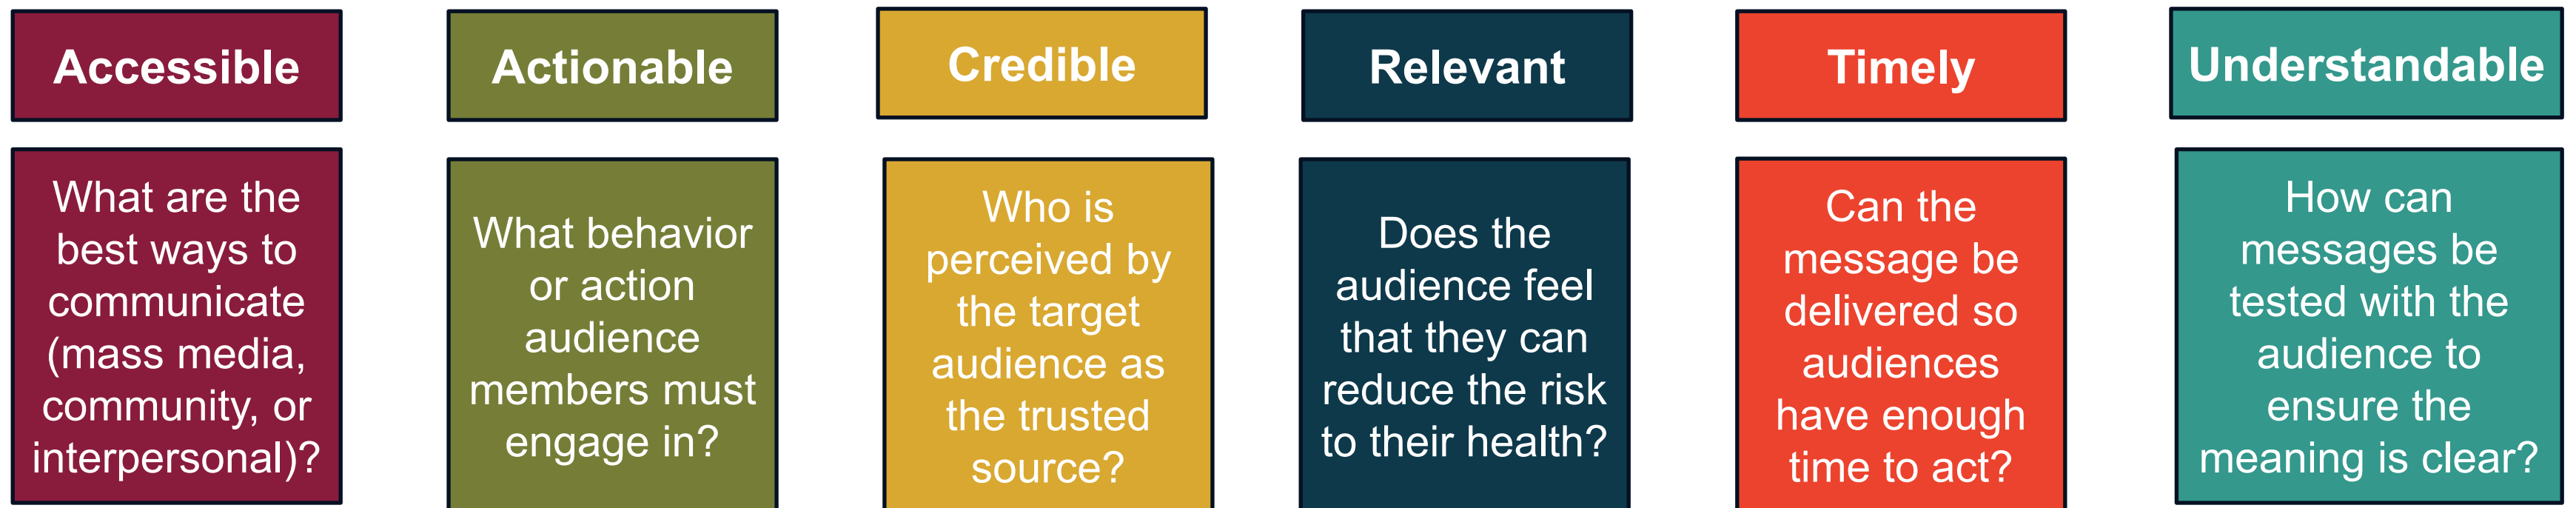 Accessible
What are the
best ways to
communicate
(mass media,
community, or
interpersonal)?
Actionable
What behavior
or action
audience
members must
engage in?
Credible
Who is
perceived by
the target
audience as
the trusted
source?
Relevant
Does the
audience feel
that they can
reduce the risk
to their health?
Timely
Can the
message be
delivered so
audiences
have enough
time to act?
Understandable
How can
messages be
tested with the
audience to
ensure the
meaning is clear?